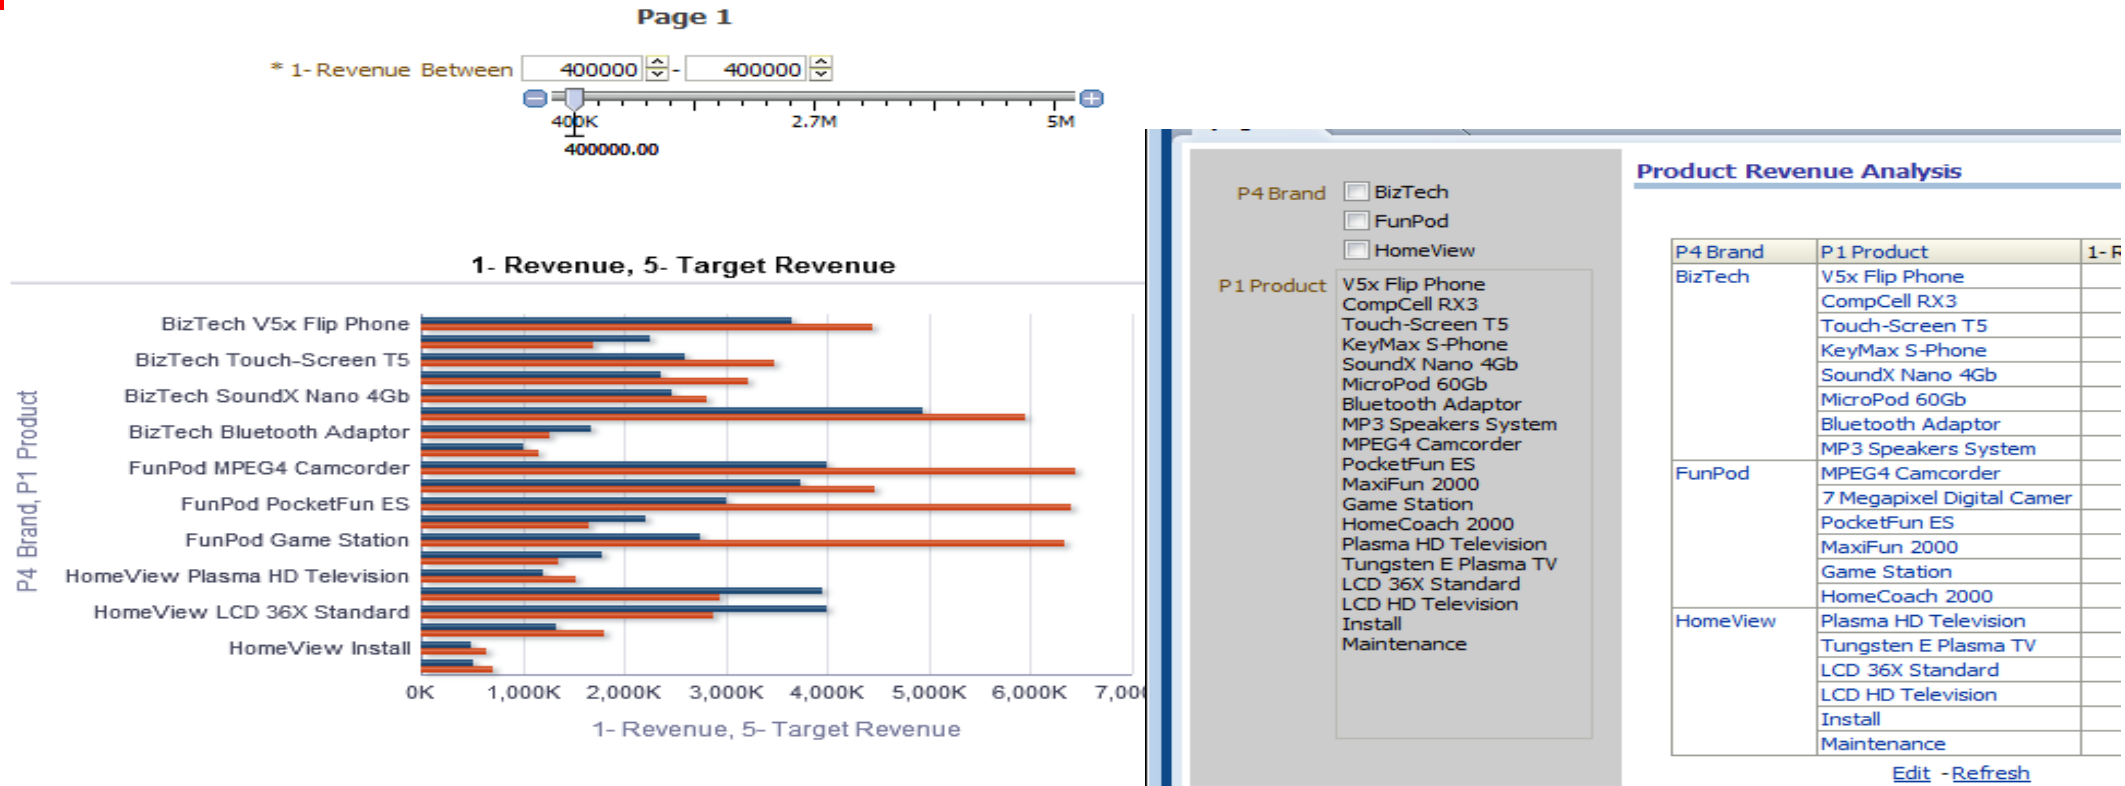 Page 1
* 1- Revenue Between 400000 - 400000
400K 2.7M 5M
400000.00
1- Revenue, 5- Target Revenue
P4 Brand, P1 Product
BizTech V5x Flip Phone
BizTech Touch-Screen T5
BizTech SoundX Nano 4Gb
BizTech Bluetooth Adaptor
FunPod MPEG4 Camcorder
FunPod PocketFun ES
FunPod Game Station
HomeView Plasma HD Television
HomeView LCD 36X Standard
HomeView Install
0K 1,000K 2,000K 3,000K 4,000K 5,000K 6,000K 7,00
1- Revenue, 5- Target Revenue
P4 Brand BizTech
FunPod
HomeView
P1 Product V5x Flip Phone
CompCell RX3
Touch-Screen T5
KeyMax S-Phone
SoundX Nano 4Gb
MicroPod 60Gb
Bluetooth Adaptor
MP3 Speakers System
MPEG4 Camcorder
PocketFun ES
MaxiFun 2000
Game Station
HomeCoach 2000
Plasma HD Television
Tungsten E Plasma TV
LCD 36X Standard
LCD HD Television
Install
Maintenance
Product Revenue Analysis
P4 Brand P1 Product 1- R
BizTech V5x Flip Phone
CompCell RX3
Touch-Screen T5
KeyMax S-Phone
SoundX Nano 4Gb
MicroPod 60Gb
Bluetooth Adaptor
MP3 Speakers System
FunPod MPEG4 Camcorder
7 Megapixel Digital Camer
PocketFun ES
MaxiFun 2000
Game Station
HomeCoach 2000
HomeView Plasma HD Television
Tungsten E Plasma TV
LCD 36X Standard
LCD HD Television
Install
Maintenance
Edit - Refresh